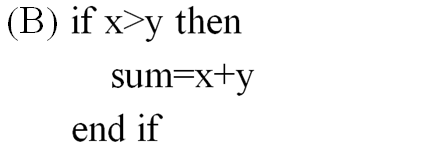 (B) if x>y then
sum=x+y
end if